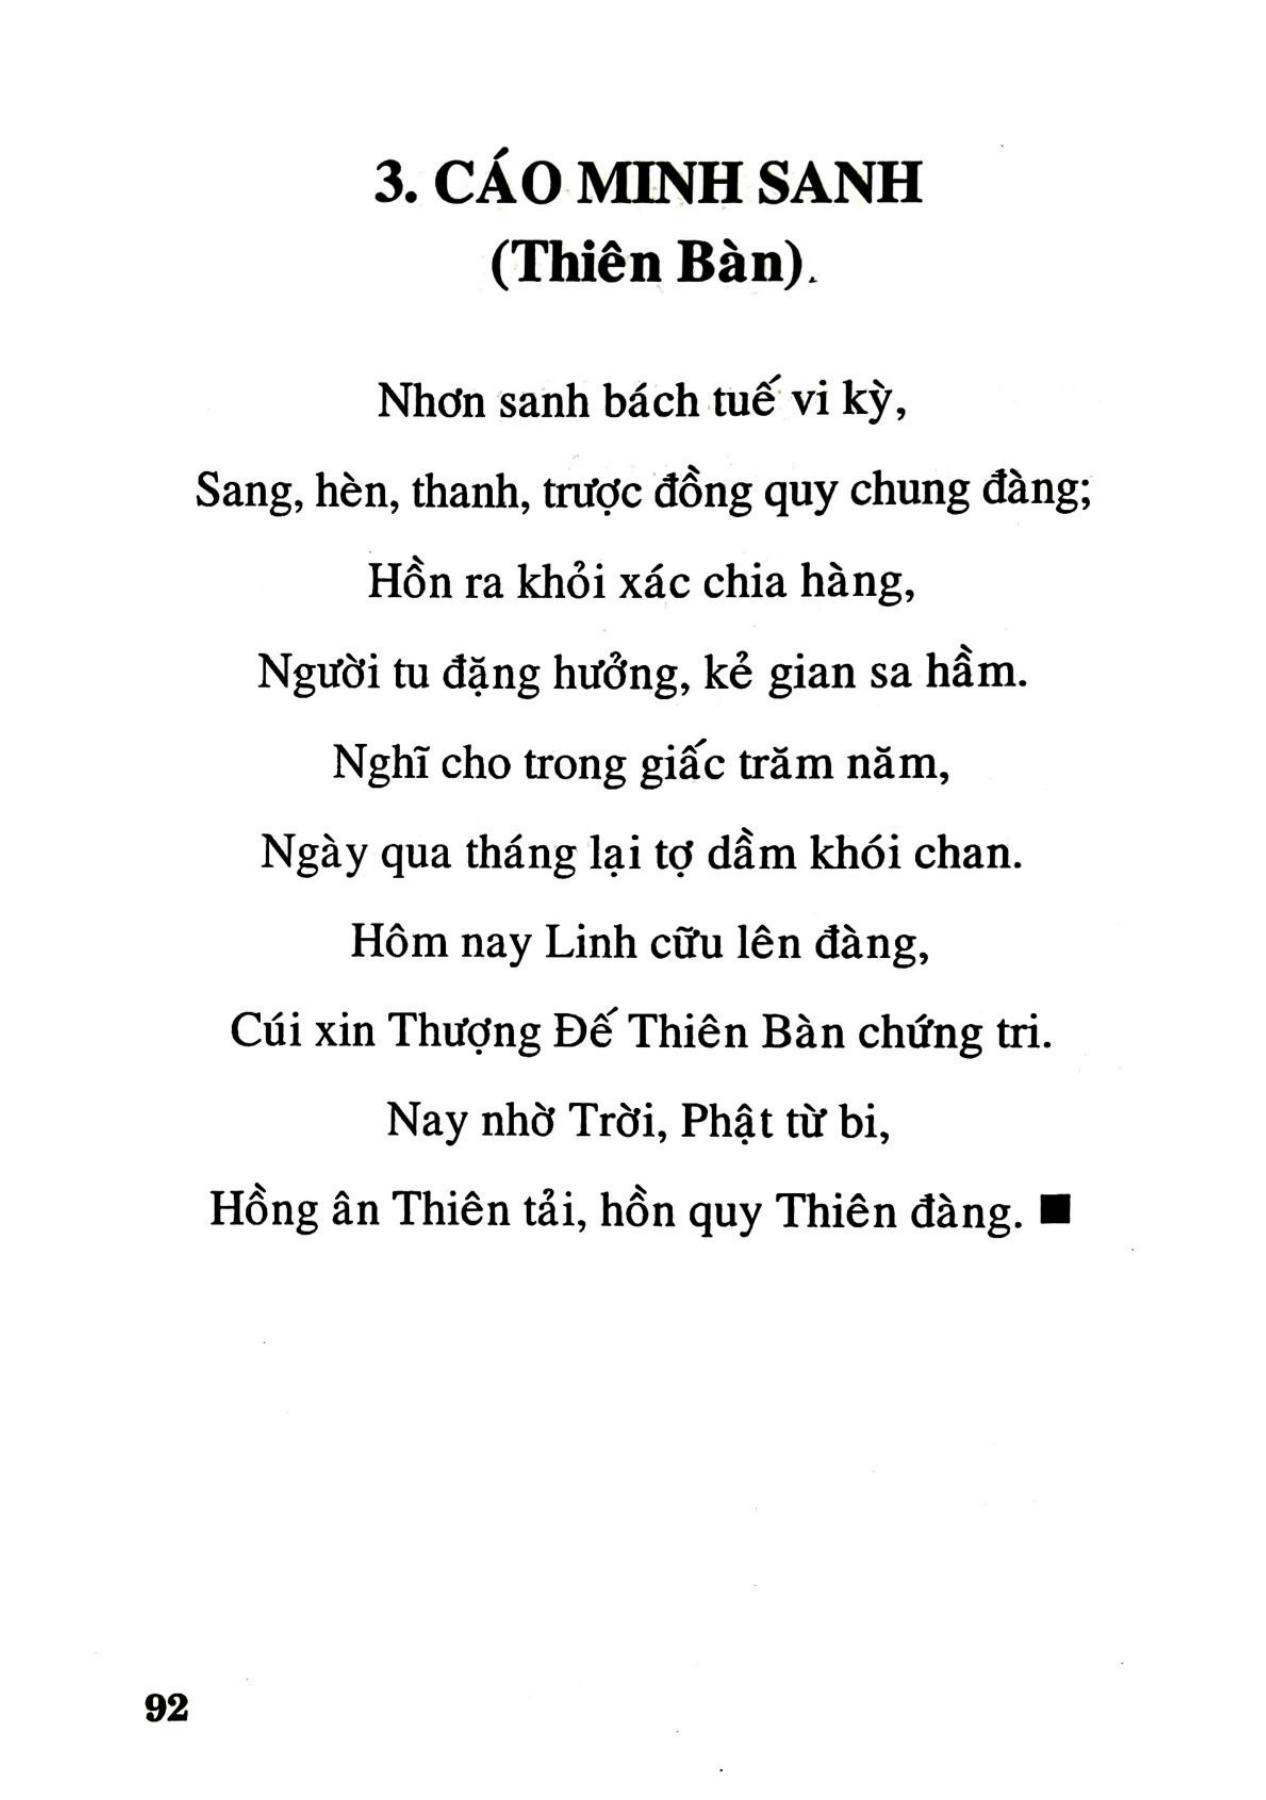 3. CÁO MINH SANH
(Thiên Bàn).
Nhơn sanh bách tuế vi kỳ,
Sang, hèn, thanh, trược đồng quy chung đàng;
Hồn ra khỏi xác chia hàng,
Người tu đặng hưởng, kẻ gian sa hầm.
Nghĩ cho trong giấc trăm năm,
Ngày qua tháng lại tợ dầm khói chan.
Hôm nay Linh cữu lên đàng,
Cúi xin Thượng Đế Thiên Bàn chứng tri.
Nay nhờ Trời, Phật từ bi,
Hồng ân Thiên tải, hồn quy Thiên đàng. ■
92